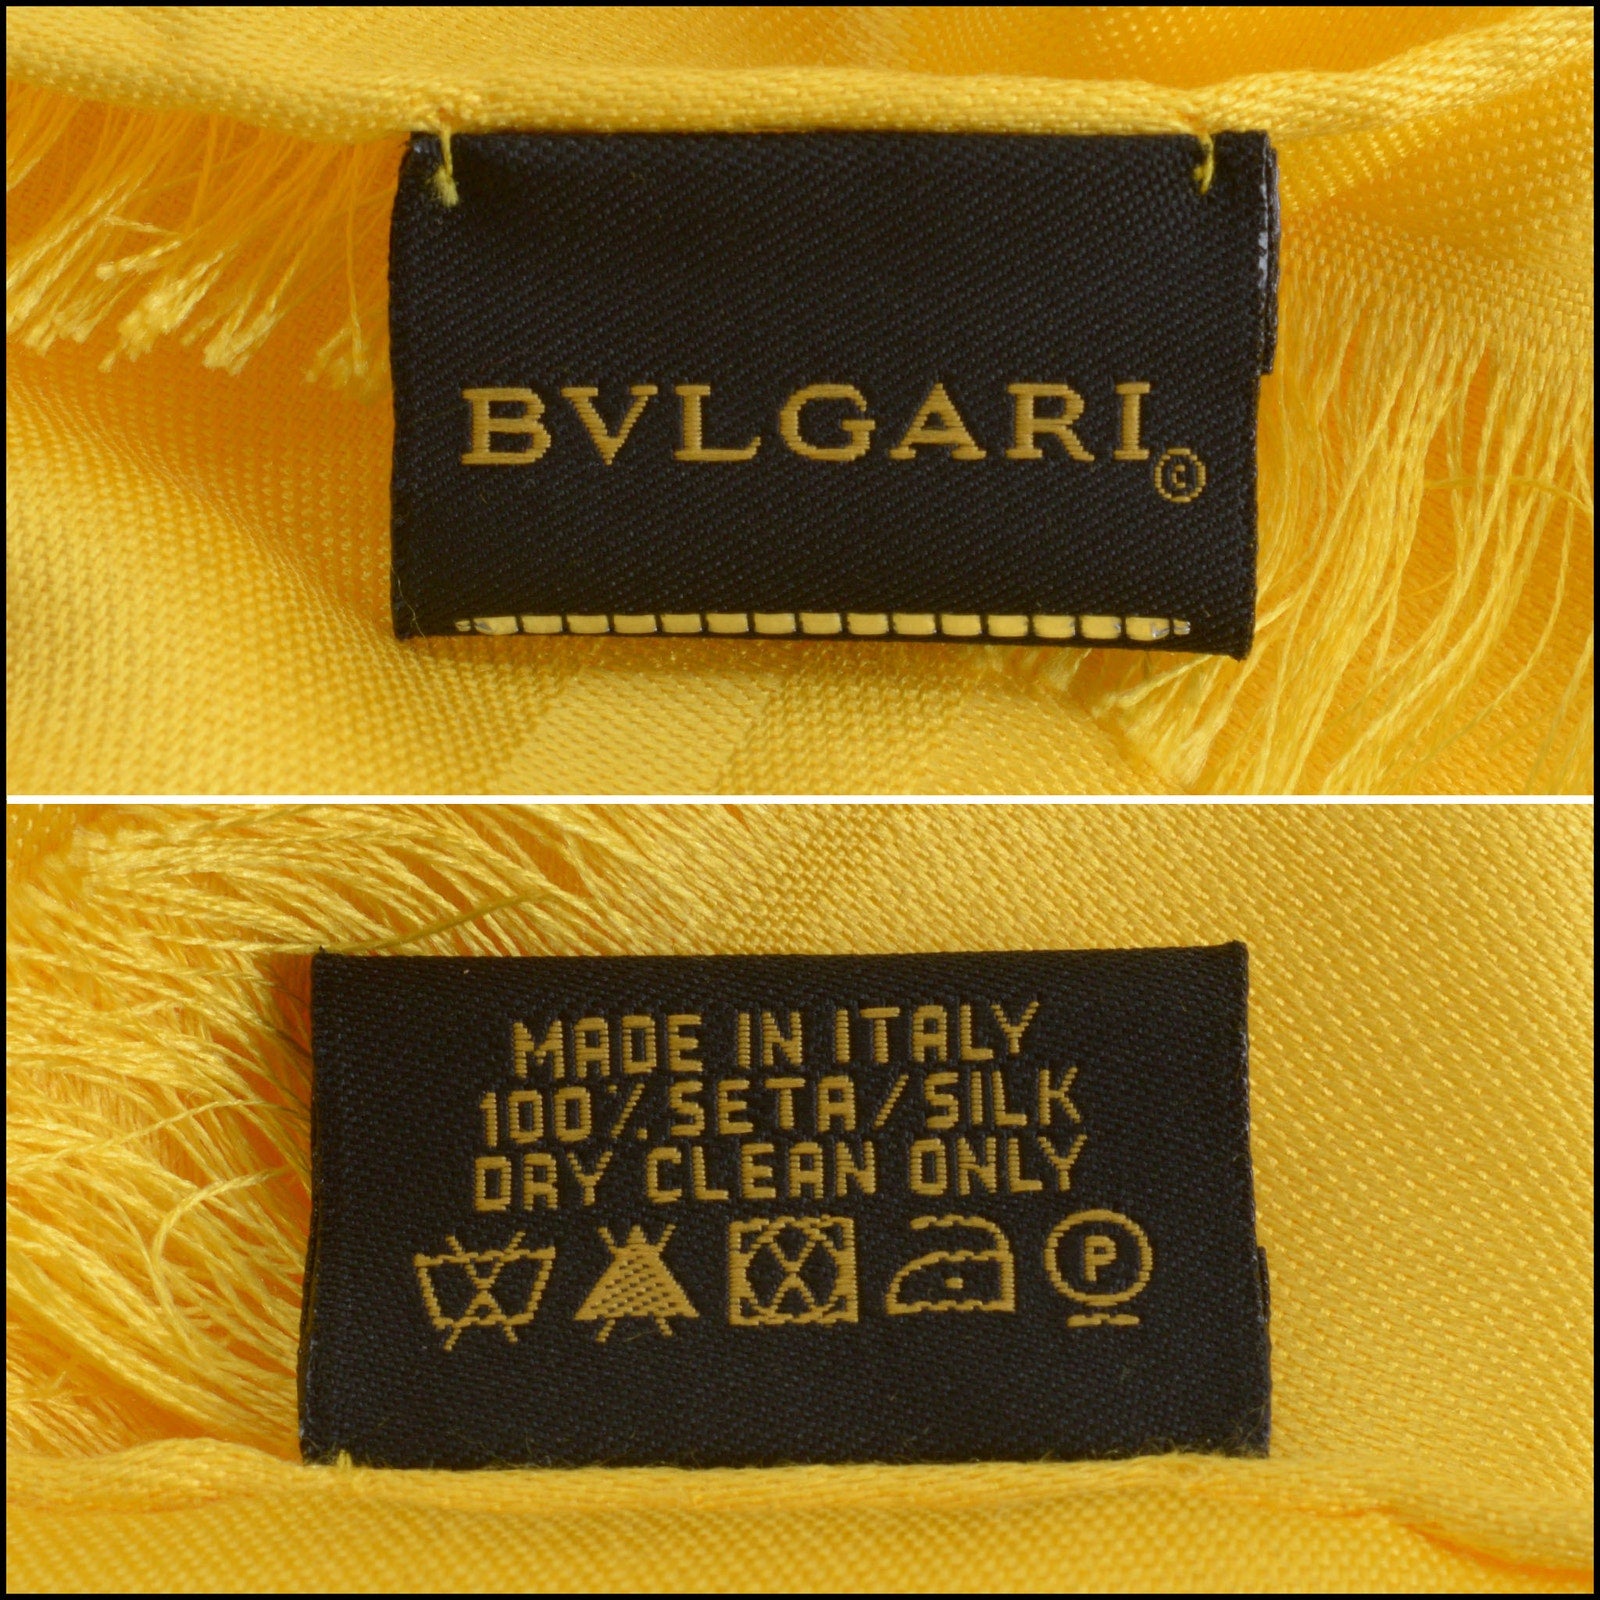 BVLGARI©
MADE IN ITALY
100% SETA/SILK
DRY CLEAN ONLY
P